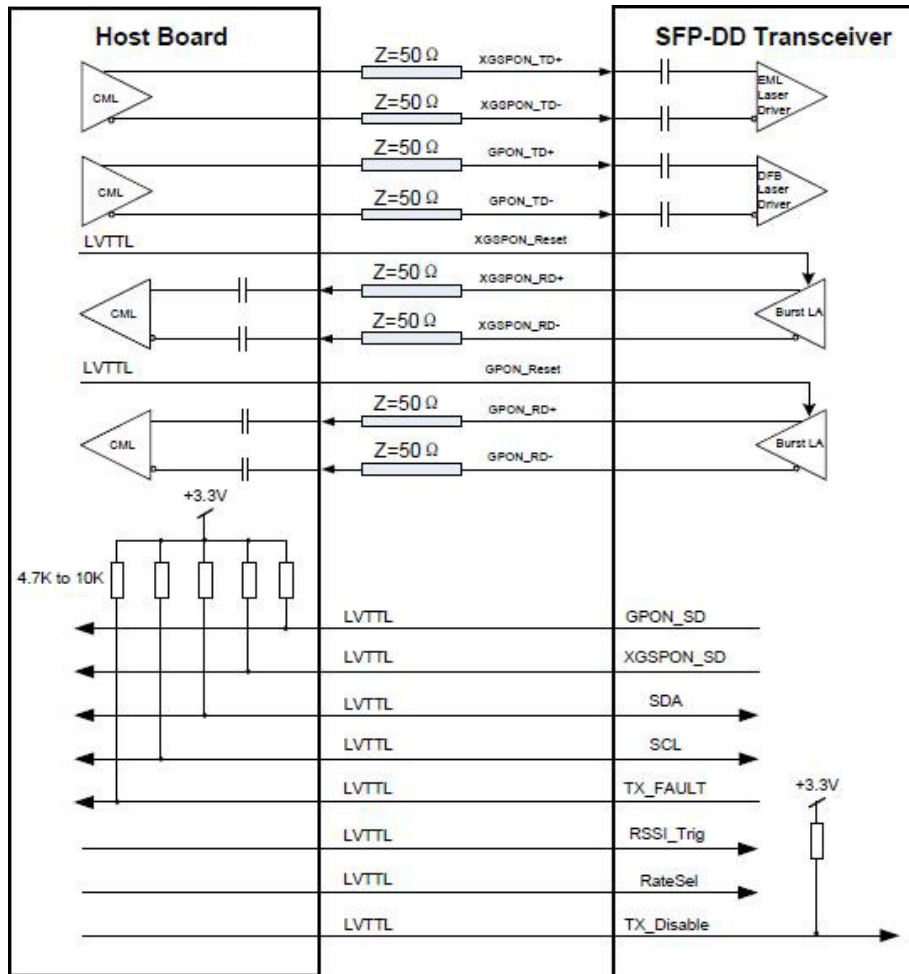 Host Board
SFP-DD Transceiver
Z=50 Ω
XGSPON_TD+
CML
EML
Laser
Driver
Z=50 Ω
XGSPON_TD-
Z=50 Ω
GPON_TD+
CML
DFB
Laser
Driver
Z=50 Ω
GPON_TD-
LVTTL
XGSPON_Reset
Z=50 Ω
XGSPON_RD+
CML
Burst LA
Z=50 Ω
XGSPON_RD-
LVTTL
GPON_Reset
Z=50 Ω
GPON_RD+
CML
Burst LA
Z=50 Ω
GPON_RD-
+3.3V
4.7K to 10K
LVTTL
GPON_SD
LVTTL
XGSPON_SD
LVTTL
SDA
LVTTL
SCL
LVTTL
TX_FAULT
+3.3V
LVTTL
RSSI_Trig
LVTTL
RateSel
LVTTL
TX_Disable